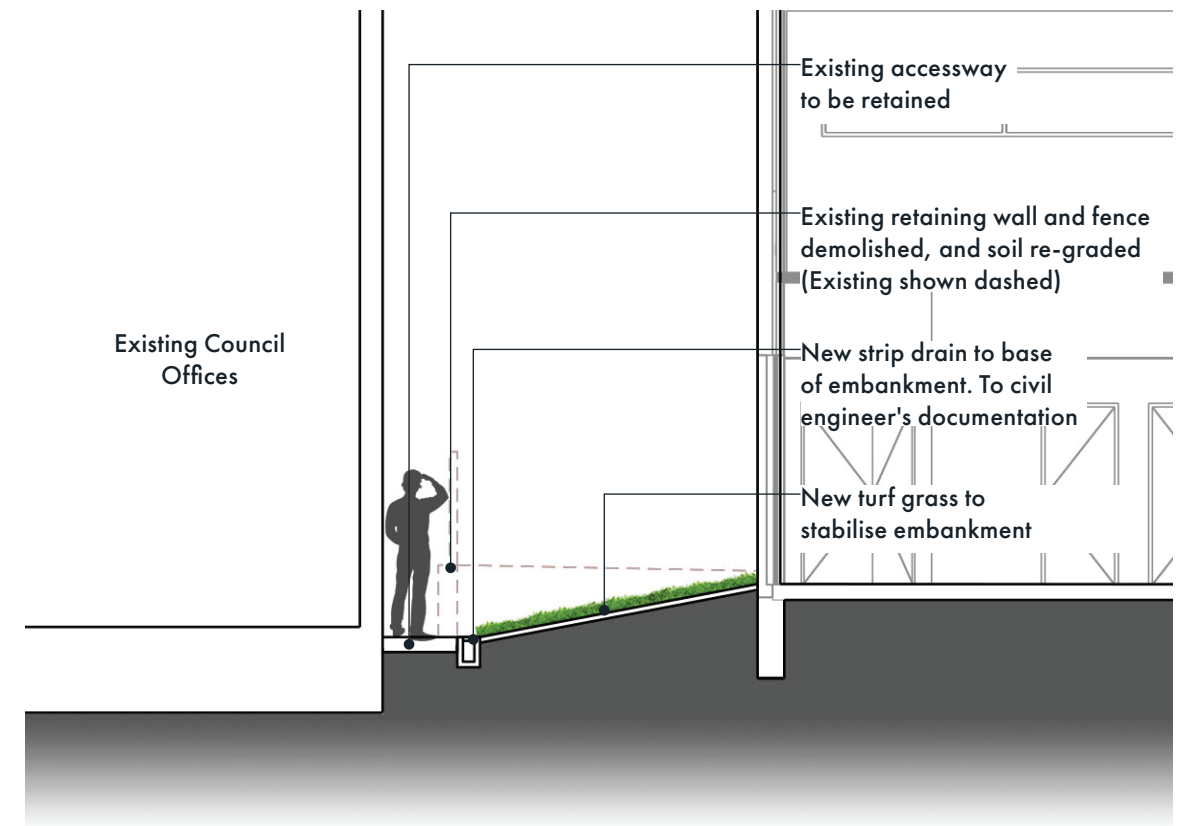 Existing accessway
to be retained
Existing retaining wall and fence
demolished, and soil re-graded
(Existing shown dashed)
Existing Council
Offices
New strip drain to base
of embankment. To civil
engineer's documentation
New turf grass to
stabilise embankment